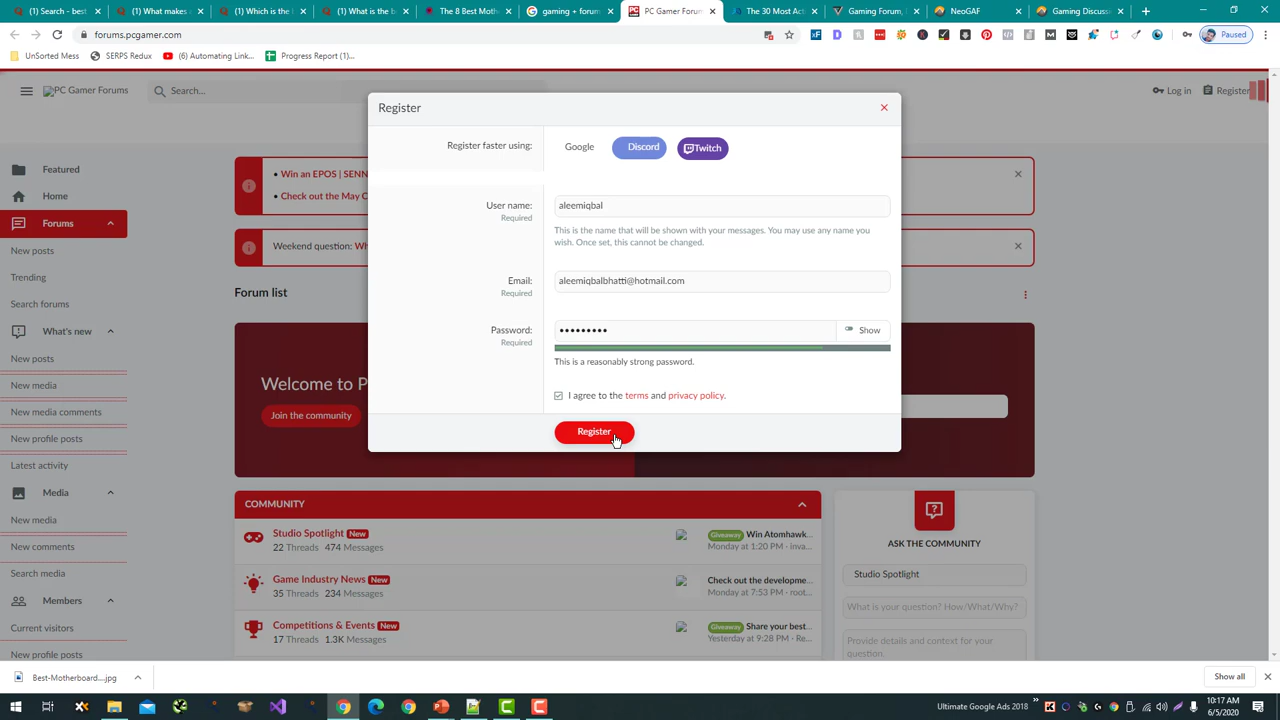 Question: best
What makes
Community is the
What is the b
The 8 Best Mothe
gaming + forum
PC Gamer Forum
The 30 Most Act
Gaming Forum,
NeoGAF
Gaming Discuss
forums.pcgamer.com
Paused
UnSorted Mess
SERPS Redux
(6) Automating Link...
Progress Report (1)...
PC Gamer Forums
Search...
Log in
Register
Register
Register faster using:
Google
Discord
Twitch
Featured
Home
Forums
New posts
Trending
Search forums
What's new
New posts
New media
New media comments
New profile posts
Latest activity
Media
New media
New comments
Search media
Members
Current visitors
New profile posts
• Win an EPOS | SENN
• Check out the May C
Weekend question: Wh
Forum list
Welcome to P
Join the community
User name:
Required
aleemiqbal
This is the name that will be shown with your messages. You may use any name you
wish. Once set, this cannot be changed.
Email:
Required
aleemiqbalbhatti@hotmail.com
Password:
Required
•••••••••
Show
This is a reasonably strong password.
I agree to the terms and privacy policy.
Register
COMMUNITY
Studio Spotlight New
22 Threads 474 Messages
Giveaway Win Atomhawk...
Monday at 1:20 PM · inva...
Game Industry News New
35 Threads 234 Messages
Check out the developme...
Monday at 7:53 PM · root...
Competitions & Events New
17 Threads 1.3K Messages
Giveaway Share your best...
Yesterday at 9:28 PM · Re...
ASK THE COMMUNITY
Studio Spotlight
What is your question? How/What/Why?
Provide details and context for your
question.
Best-Motherboard....jpg
Show all
Ultimate Google Ads 2018
10:17 AM
6/5/2020